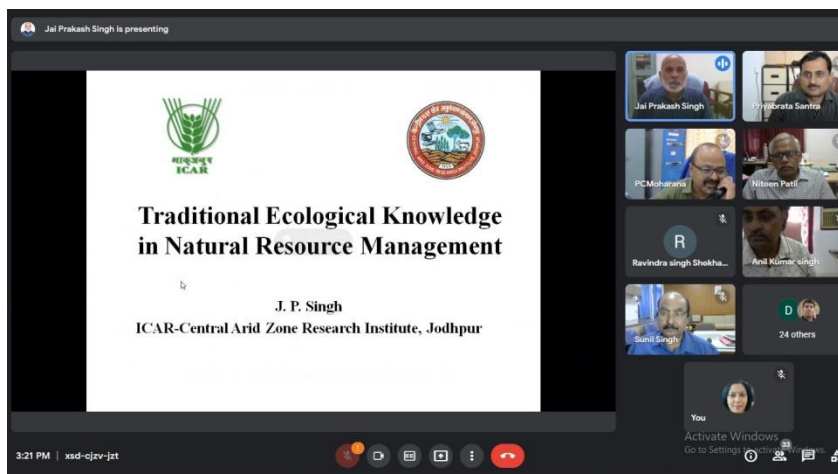 Jai Prakash Singh is presenting
भाकृअनुप
ICAR
Traditional Ecological Knowledge
in Natural Resource Management
J. P. Singh
ICAR-Central Arid Zone Research Institute, Jodhpur
Jai Prakash Singh
Priyabrata Santra
PCMoharana
Niteen Patil
R
Ravindra singh Shekha...
Anil Kumar singh
Sunil Singh
D
24 others
You
Activate Windows
Go to Settings to activate Windows.
3:21 PM | xsd-cjzv-jzt
33